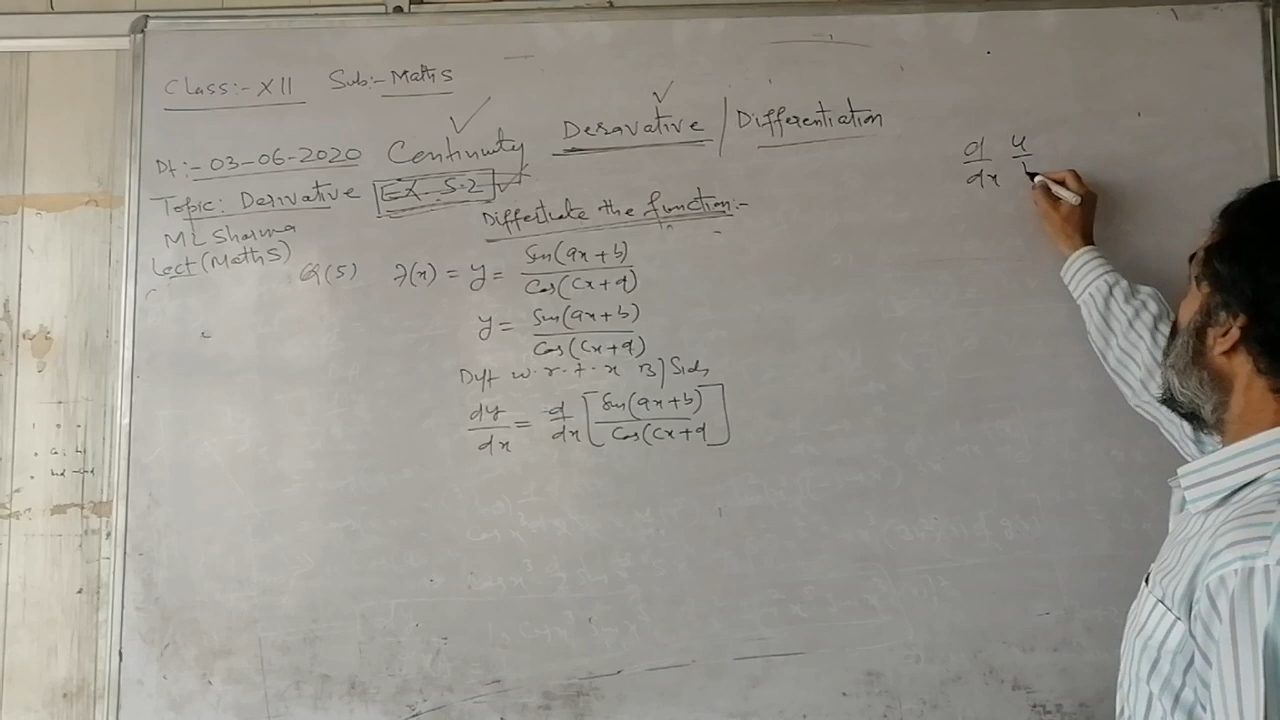 Class:- XII Sub:- Maths
Dt:- 03-06-2020 Continuity Desavative / Differentiation
Topic: Derivative EX-5.2
ML Sharma
Lect (Maths)
Differtiate the function:-
Q(5) f(x) = y = Sin(ax+b) / Cos(cx+d)
y = Sin(ax+b) / Cos(cx+d)
Diff w.r.t.x B/Sides
dy/dx = d/dx [Sin(ax+b) / Cos(cx+d]
d/dx u